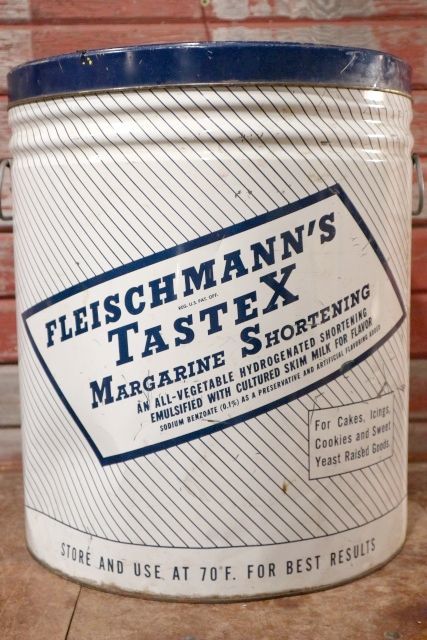 FLEISCHMANN'S
REG. U.S. PAT. OFF.
TASTEX
MARGARINE SHORTENING
AN ALL-VEGETABLE HYDROGENATED SHORTENING
EMULSIFIED WITH CULTURED SKIM MILK FOR FLAVOR
SODIUM BENZOATE (0.1%) AS A PRESERVATIVE AND ARTIFICIAL FLAVORING ADDED
For Cakes, Icings,
Cookies and Sweet
Yeast Raised Goods.
STORE AND USE AT 70°F. FOR BEST RESULTS